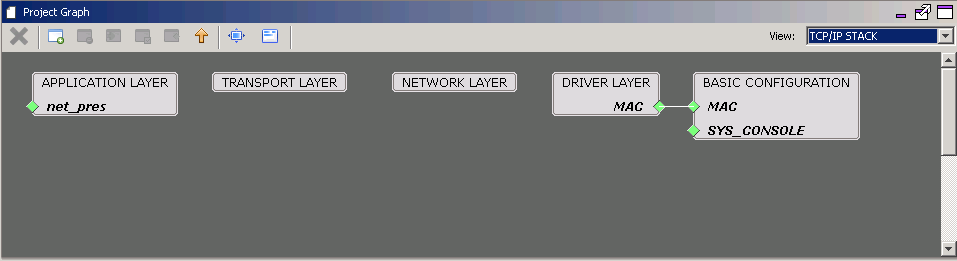 Project Graph
View: TCP/IP STACK
APPLICATION LAYER
net_pres
TRANSPORT LAYER
NETWORK LAYER
DRIVER LAYER
MAC
BASIC CONFIGURATION
MAC
SYS_CONSOLE